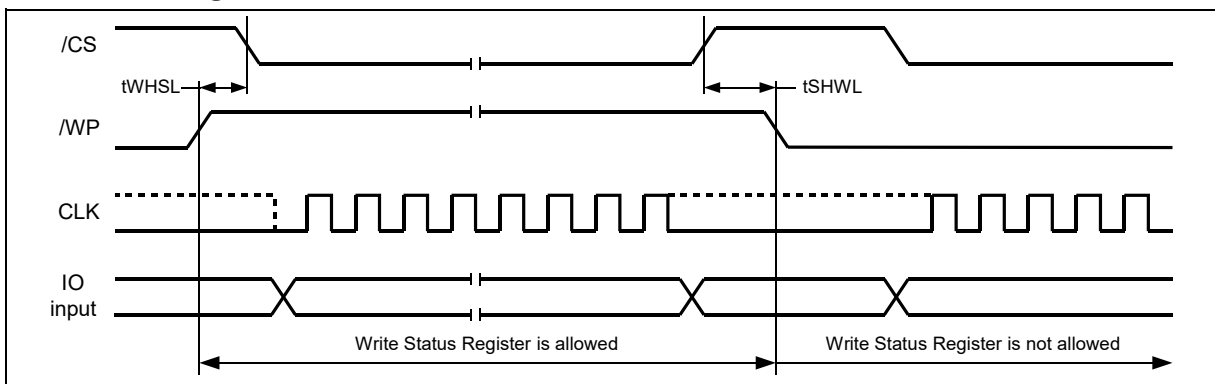 /CS
tWHSL
tSHWL
/WP
CLK
IO
input
Write Status Register is allowed
Write Status Register is not allowed